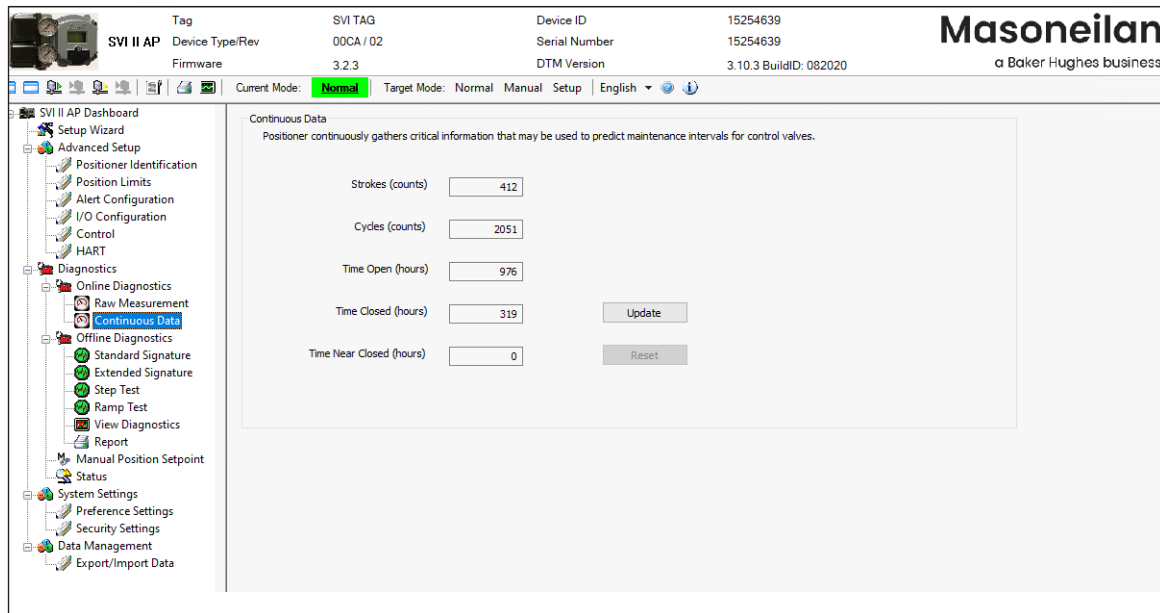 SVI II AP
Tag SVI TAG Device ID 15254639
Device Type/Rev 00CA / 02 Serial Number 15254639
Firmware 3.2.3 DTM Version 3.10.3 BuildID: 082020
Masoneilan
a Baker Hughes business
Current Mode: Normal Target Mode: Normal Manual Setup English
SVI II AP Dashboard
Setup Wizard
Advanced Setup
Positioner Identification
Position Limits
Alert Configuration
I/O Configuration
Control
HART
Diagnostics
Online Diagnostics
Raw Measurement
Continuous Data
Offline Diagnostics
Standard Signature
Extended Signature
Step Test
Ramp Test
View Diagnostics
Report
Manual Position Setpoint
Status
System Settings
Preference Settings
Security Settings
Data Management
Export/Import Data
Continuous Data
Positioner continuously gathers critical information that may be used to predict maintenance intervals for control valves.
Strokes (counts) 412
Cycles (counts) 2051
Time Open (hours) 976
Time Closed (hours) 319 Update
Time Near Closed (hours) 0 Reset